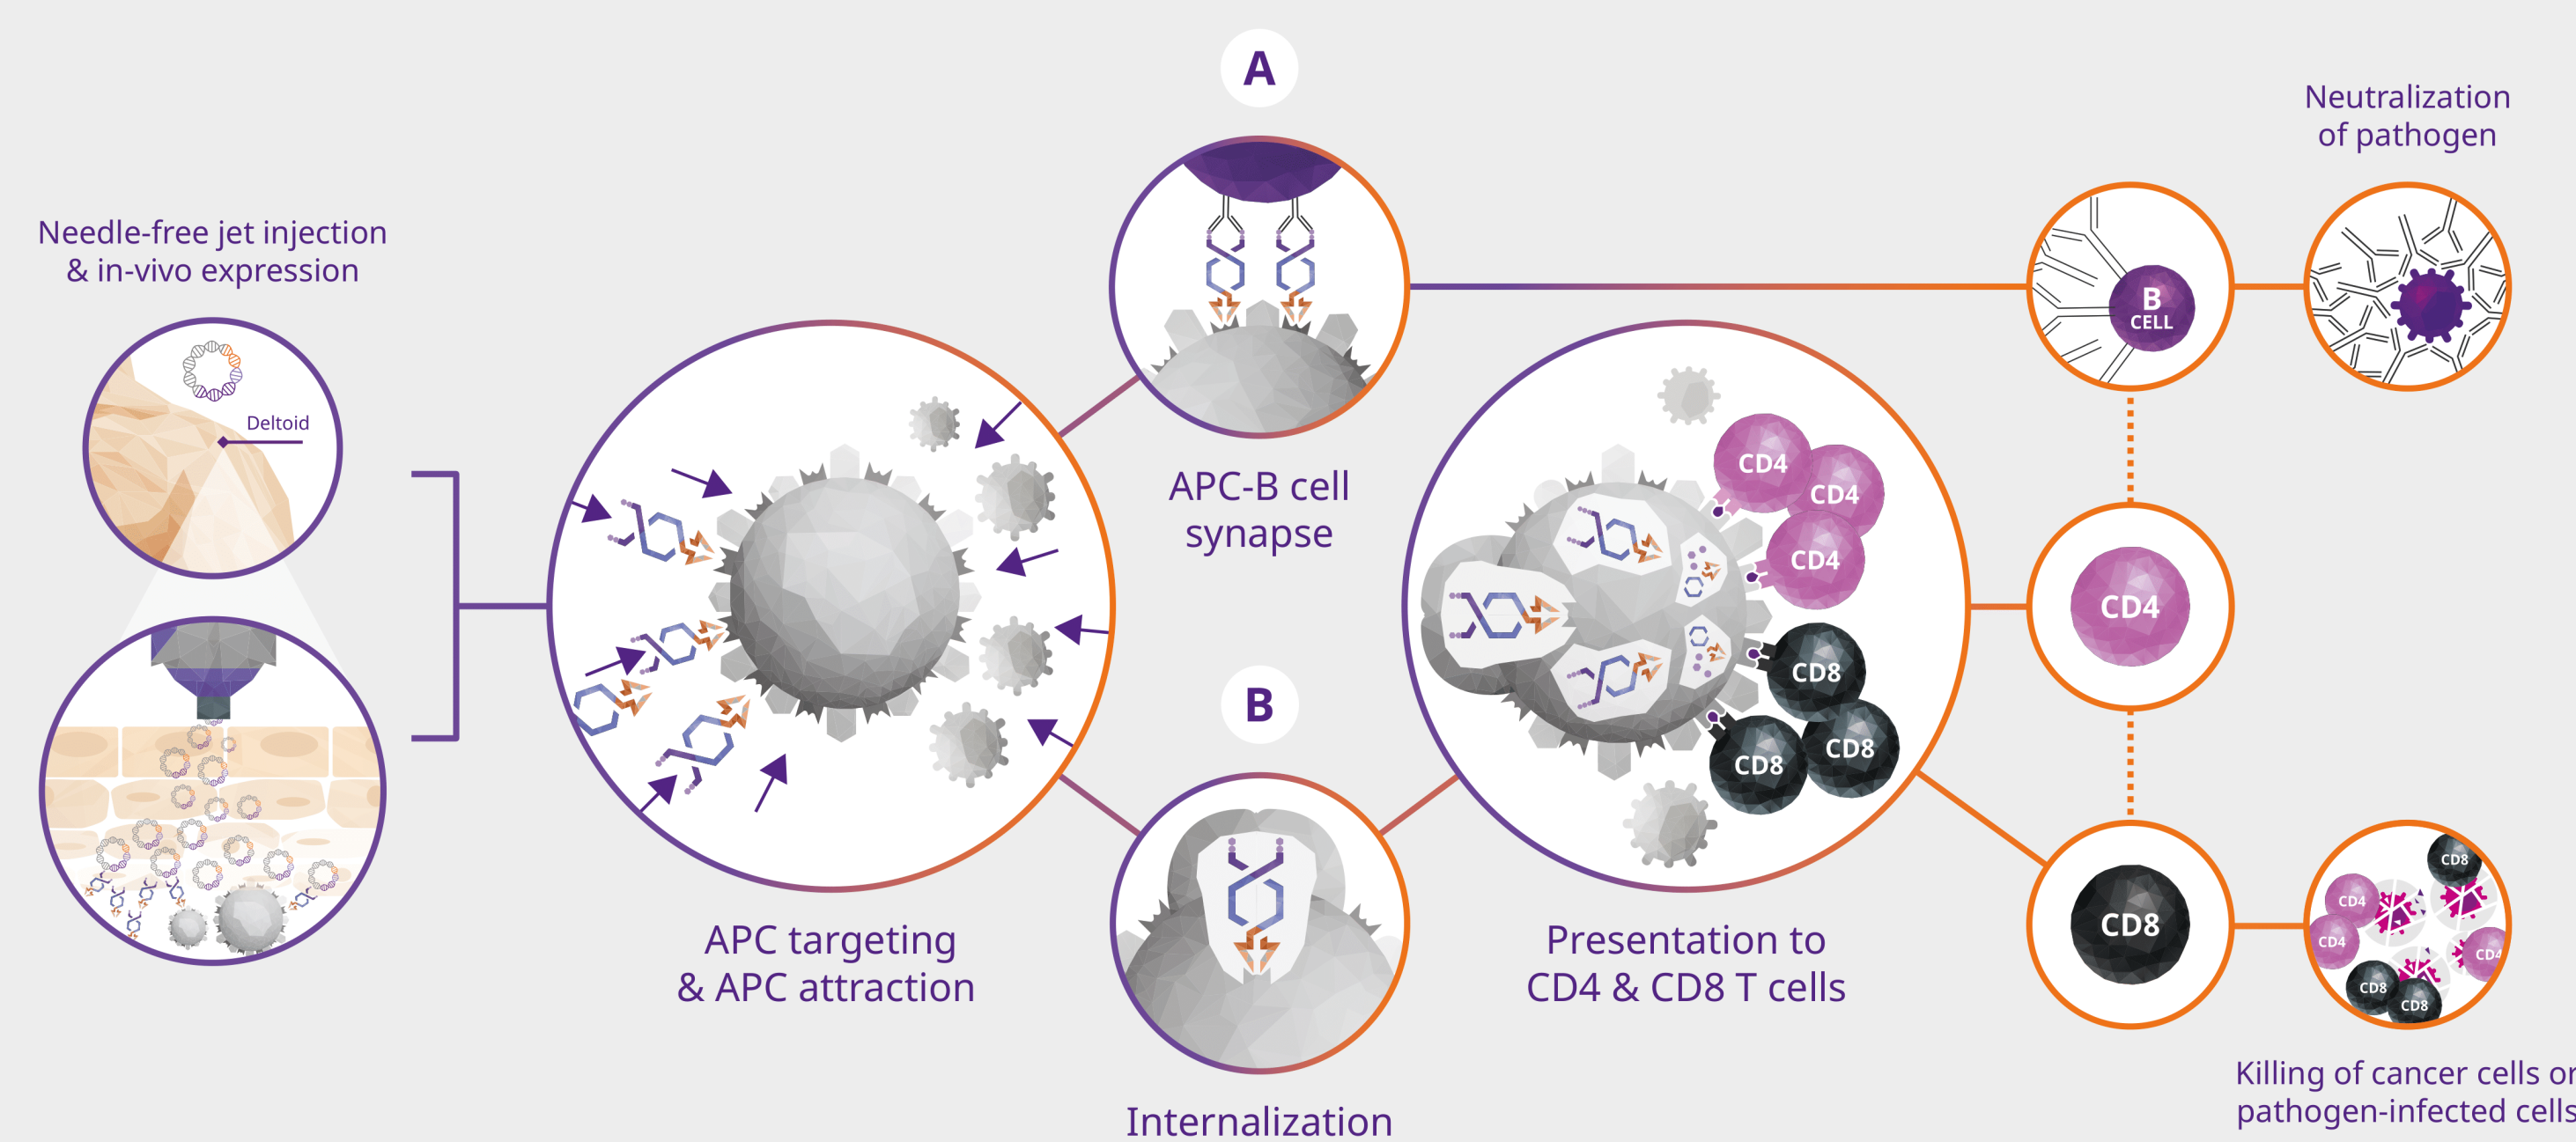 Needle-free jet injection
& in-vivo expression
Deltoid
APC targeting
& APC attraction
A
APC-B cell
synapse
B
Internalization
CD4
CD4
CD4
CD8
CD8
CD8
Presentation to
CD4 & CD8 T cells
B
CELL
Neutralization
of pathogen
CD4
CD8
CD8
CD4
CD4
CD4
CD8
CD8
Killing of cancer cells or
pathogen-infected cells